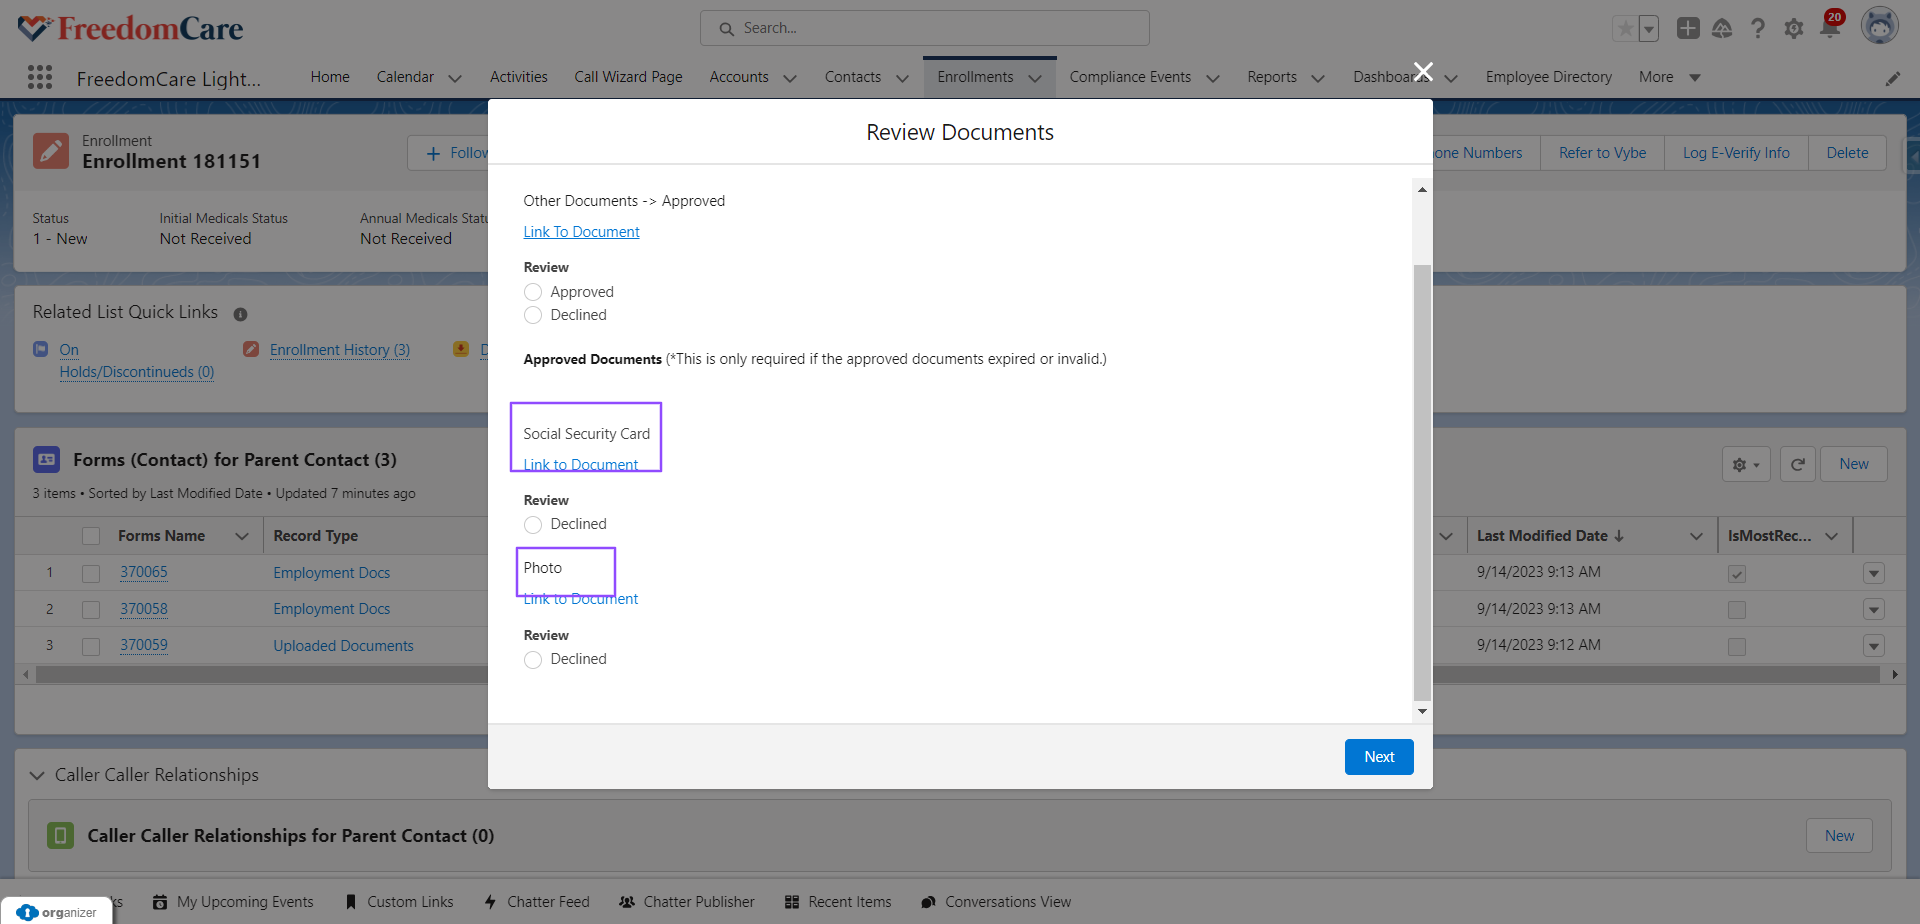 FreedomCare
Search...
20
FreedomCare Light...
Home
Calendar
Activities
Call Wizard Page
Accounts
Contacts
Enrollments
Compliance Events
Reports
Dashboards
Employee Directory
More
Enrollment
Enrollment 181151
Follow
one Numbers
Refer to Vybe
Log E-Verify Info
Delete
Status
1 - New
Initial Medicals Status
Not Received
Annual Medicals Statu
Not Received
Related List Quick Links
On
Holds/Discontinueds (0)
Enrollment History (3)
D
Forms (Contact) for Parent Contact (3)
3 items • Sorted by Last Modified Date • Updated 7 minutes ago
New
Forms Name
Record Type
Last Modified Date
IsMostRec...
1
370065
Employment Docs
9/14/2023 9:13 AM
2
370058
Employment Docs
9/14/2023 9:13 AM
3
370059
Uploaded Documents
9/14/2023 9:12 AM
Caller Caller Relationships
Caller Caller Relationships for Parent Contact (0)
New
Review Documents
Other Documents -> Approved
Link To Document
Review
Approved
Declined
Approved Documents (*This is only required if the approved documents expired or invalid.)
Social Security Card
Link to Document
Review
Declined
Photo
Link to Document
Review
Declined
Next
organizer
ks
My Upcoming Events
Custom Links
Chatter Feed
Chatter Publisher
Recent Items
Conversations View